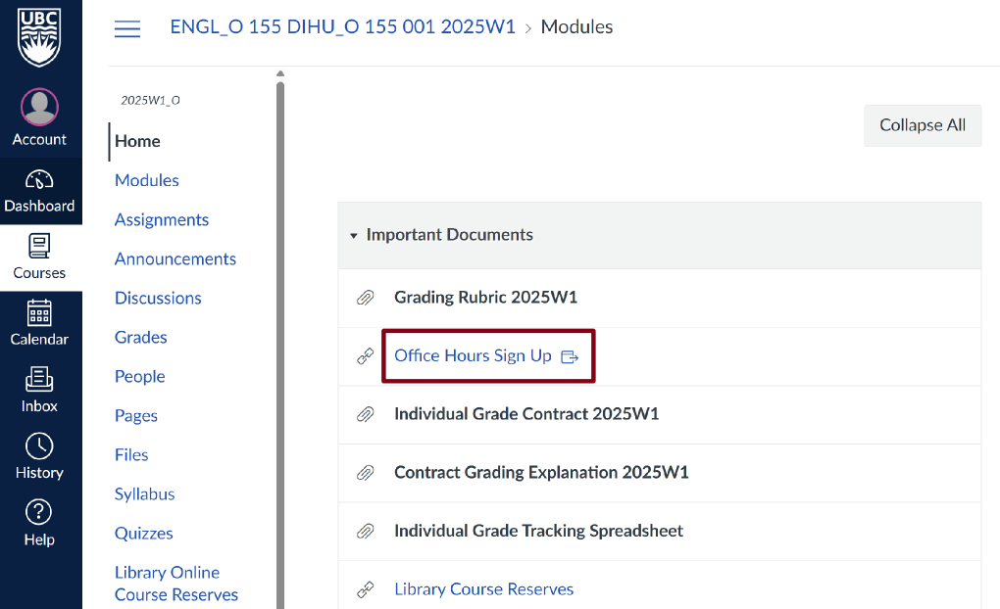 UBC
ENGL_O 155 DIHU_O 155 001 2025W1 > Modules
Account
Dashboard
Courses
Calendar
Inbox
History
Help
2025W1_O
Home
Modules
Assignments
Announcements
Discussions
Grades
People
Pages
Files
Syllabus
Quizzes
Library Online
Course Reserves
Collapse All
Important Documents
Grading Rubric 2025W1
Office Hours Sign Up
Individual Grade Contract 2025W1
Contract Grading Explanation 2025W1
Individual Grade Tracking Spreadsheet
Library Course Reserves